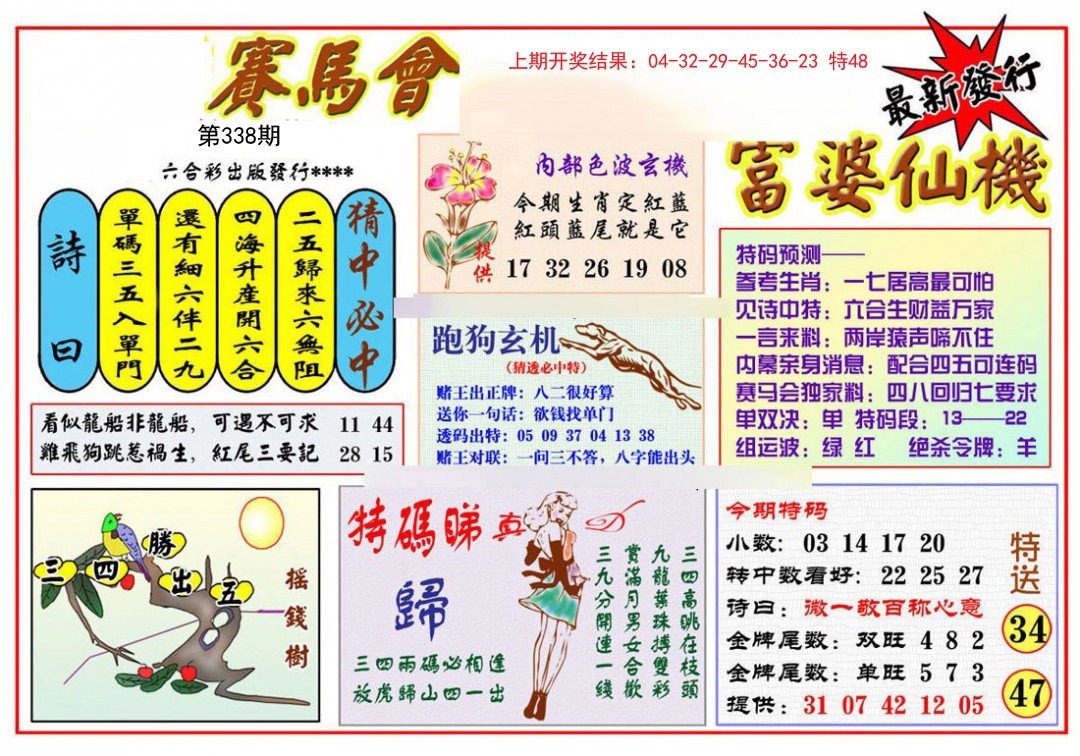 賽馬會
第338期
上期开奖结果：04-32-29-45-36-23 特48
最新發行
富婆仙機
六合彩出版發行****
詩曰
單碼三五入單門
還有細六伴二九
四海升產開六合
二五歸來六無阻
猜中必中
內部色波玄機
今期生肖定紅藍
紅頭藍尾就是它
提供
17 32 26 19 08
跑狗玄机
（猜透必中特）
赌王出正牌：八二很好算
送你一句话：欲钱找单门
透码出特：05 09 37 04 13 38
赌王对联：一问三不答，八字能出头
特码预测——
参考生肖：一七居高最可怕
见诗中特：六合生财益万家
一言来料：两岸猿声啼不住
内幕亲身消息：配合四五可连码
赛马会独家料：四八回归七要求
单双决：单 特码段：13——22
组运波：绿 红 绝杀令牌：羊
看似龍船非龍船，可遇不可求 11 44
雞飛狗跳惹禍生，紅尾三要記 28 15
三四勝出五
搖錢樹
特碼睇真D
歸
三四兩碼必相逢
放虎歸山四一出
三四高眺在枝頭
九龍葉珠搏雙彩
賞滿月男女合歡
三九分開連一綫
今期特码
小数：03 14 17 20
转中数看好：22 25 27
诗曰：微一敬百称心意
金牌尾数：双旺 4 8 2
金牌尾数：单旺 5 7 3
提供：31 07 42 12 05
特送
34
47